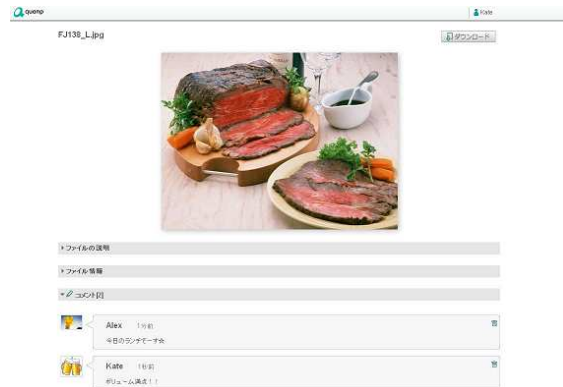 quanp
Kate
FJ138_L.jpg
ダウンロード
ファイルの説明
ファイル情報
コメント[2]
Alex 1分前
今日のランチでーす☆
Kate 1秒前
ボリューム満点！！